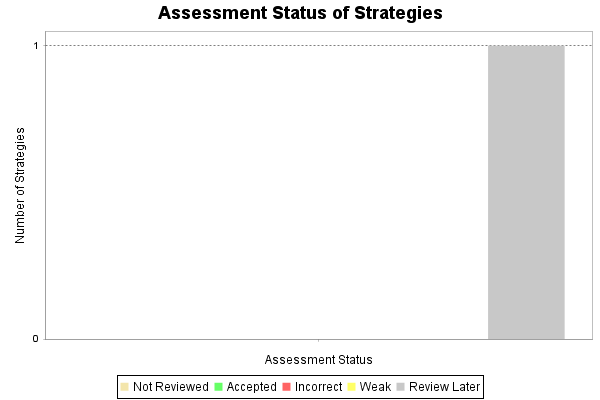 Assessment Status of Strategies
1
Number of Strategies
0
Assessment Status
Not Reviewed Accepted Incorrect Weak Review Later